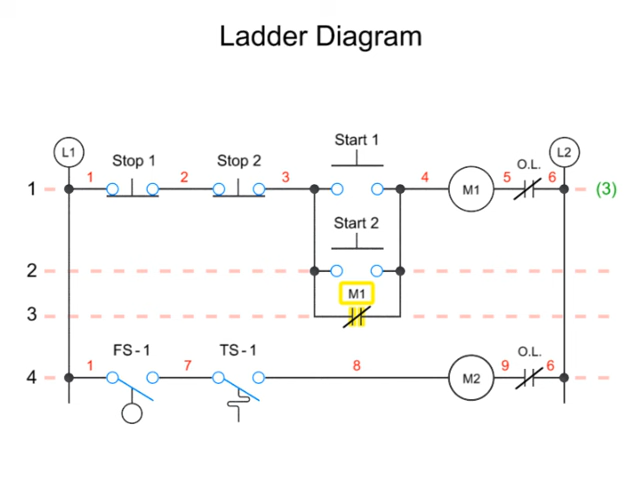 Ladder Diagram
L1 L2
Start 1
Stop 1 Stop 2 O.L.
1 1 2 3 4 M1 5 6 (3)
Start 2
2
M1
3
FS-1 TS-1 O.L.
4 1 7 8 M2 9 6